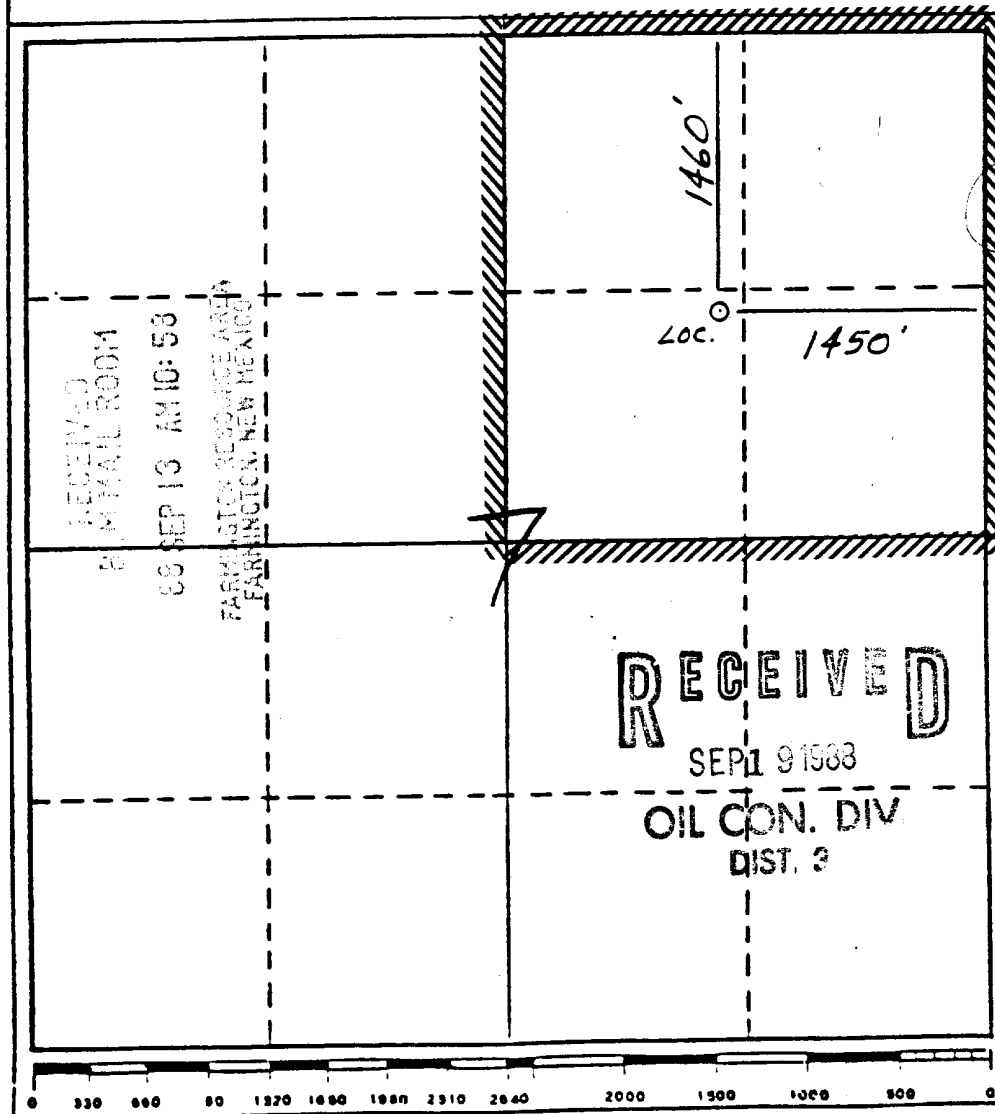 1460'
LOC.
1450'
RECEIVED
BLM MAIL ROOM
88 SEP 13 AM 10:58
FARMINGTON RESOURCE AREA
FARMINGTON, NEW MEXICO
7
RECEIVED
SEP 19 1988
OIL CON. DIV
DIST. 3
0 330 660 90 1320 1650 1980 2310 2640 2000 1500 1000 500 0